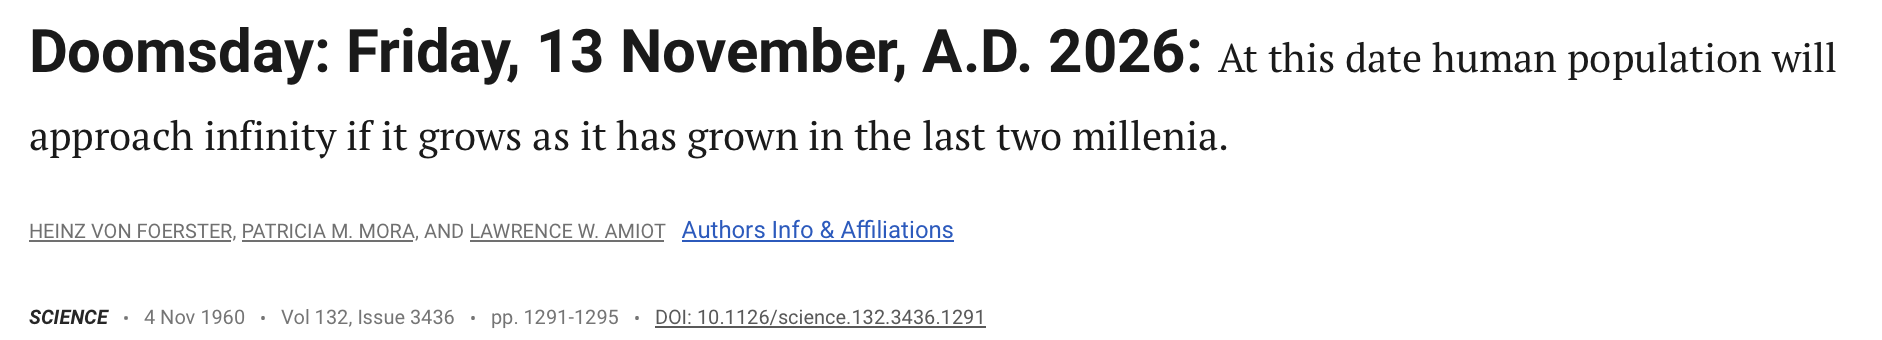 Doomsday: Friday, 13 November, A.D. 2026: At this date human population will
approach infinity if it grows as it has grown in the last two millenia.
HEINZ VON FOERSTER, PATRICIA M. MORA, AND LAWRENCE W. AMIOT Authors Info & Affiliations
SCIENCE • 4 Nov 1960 • Vol 132, Issue 3436 • pp. 1291-1295 • DOI: 10.1126/science.132.3436.1291